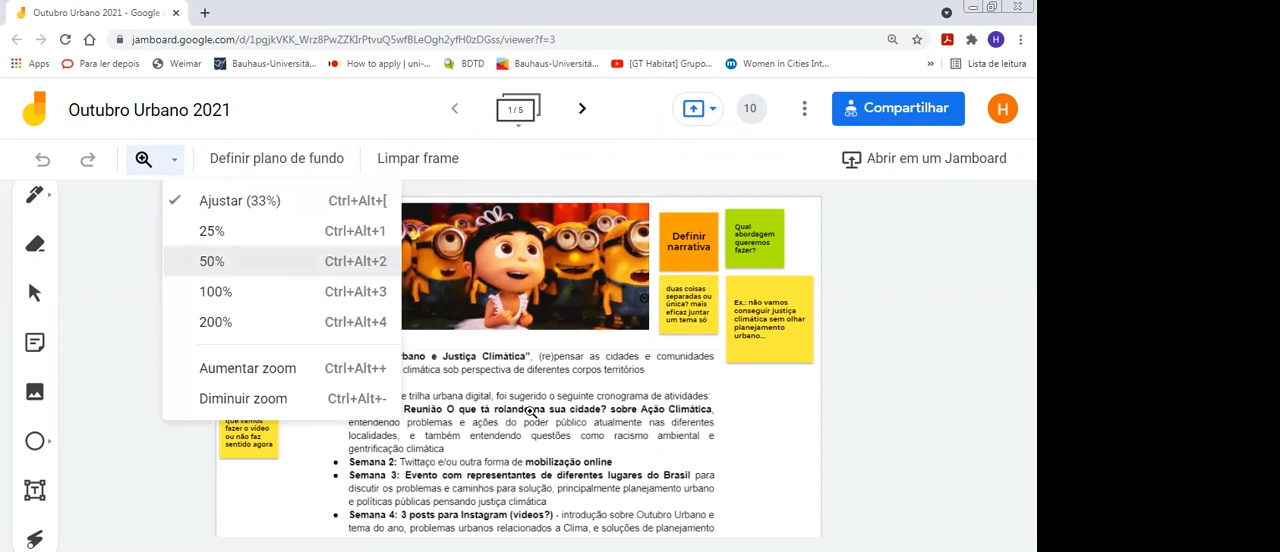 Outubro Urbano 2021 - Google
jamboard.google.com/d/1pgjkVKK_Wrz8PwZZKIrPtvuQ5wfBLeOgh2yfH0zDGss/viewer?f=3
H
Apps
Para ler depois
Weimar
Bauhaus-Universitä...
How to apply | uni-...
BDTD
Bauhaus-Universitä...
[GT Habitat] Grupo...
Women in Cities Int...
»
Lista de leitura
Outubro Urbano 2021
1 / 5
10
Compartilhar
H
Definir plano de fundo
Limpar frame
Abrir em um Jamboard
Ajustar (33%) Ctrl+Alt+[
25% Ctrl+Alt+1
50% Ctrl+Alt+2
100% Ctrl+Alt+3
200% Ctrl+Alt+4
Aumentar zoom Ctrl+Alt++
Diminuir zoom Ctrl+Alt+-
Definir
narrativa
Qual
abordagem
queremos
fazer?
duas coisas
separadas ou
única? mais
eficaz juntar
um tema só
Ex.: não vamos
conseguir justiça
climática sem olhar
planejamento
urbano...
que vamos
fazer o vídeo
ou não faz
sentido agora
bano e Justiça Climática”, (re)pensar as cidades e comunidades
climática sob perspectiva de diferentes corpos territórios
e trilha urbana digital, foi sugerido o seguinte cronograma de atividades:
Reunião O que tá rolando na sua cidade? sobre Ação Climática,
entendendo problemas e ações do poder público atualmente nas diferentes
localidades, e também entendendo questões como racismo ambiental e
gentrificação climática
● Semana 2: Twittaço e/ou outra forma de mobilização online
● Semana 3: Evento com representantes de diferentes lugares do Brasil para
discutir os problemas e caminhos para solução, principalmente planejamento urbano
e políticas públicas pensando justiça climática
● Semana 4: 3 posts para Instagram (vídeos?) - introdução sobre Outubro Urbano e
tema do ano, problemas urbanos relacionados a Clima, e soluções de planejamento